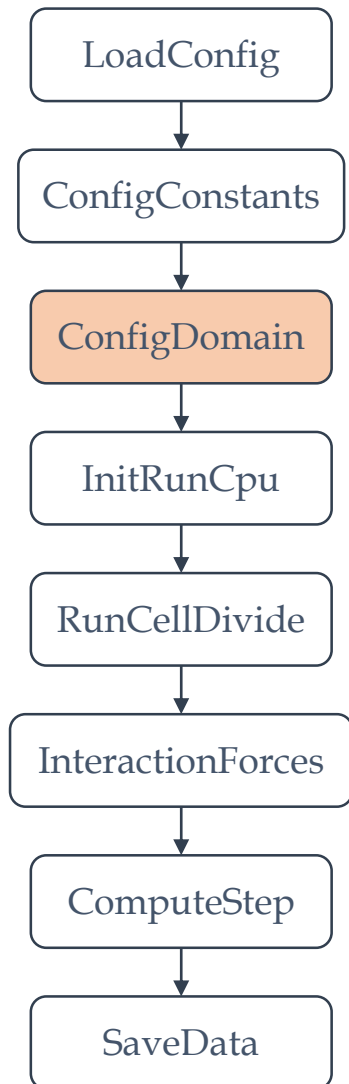 LoadConfig
ConfigConstants
ConfigDomain
InitRunCpu
RunCellDivide
InteractionForces
ComputeStep
SaveData